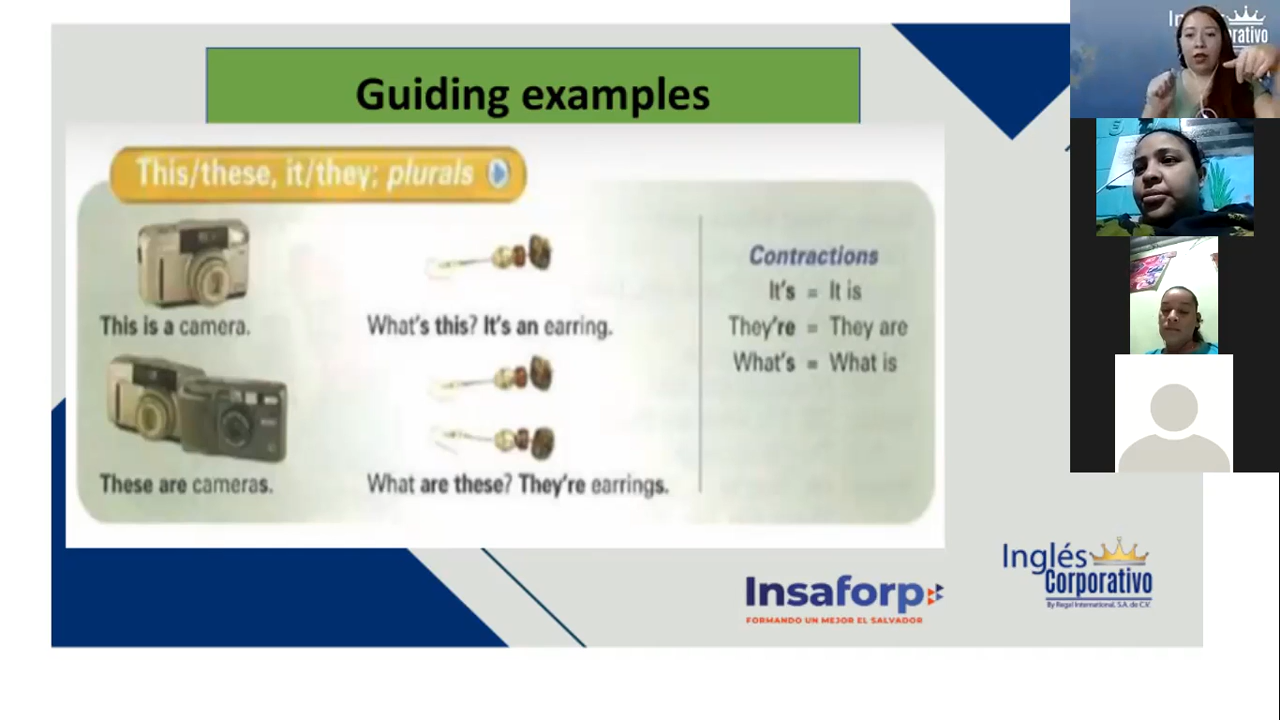 Guiding examples
This/these, it/they; plurals
This is a camera.
What's this? It's an earring.
These are cameras.
What are these? They're earrings.
Contractions
It's = It is
They're = They are
What's = What is
Insaforp
FORMANDO UN MEJOR EL SALVADOR
Inglés
Corporativo
By Regal International, S.A. de C.V.